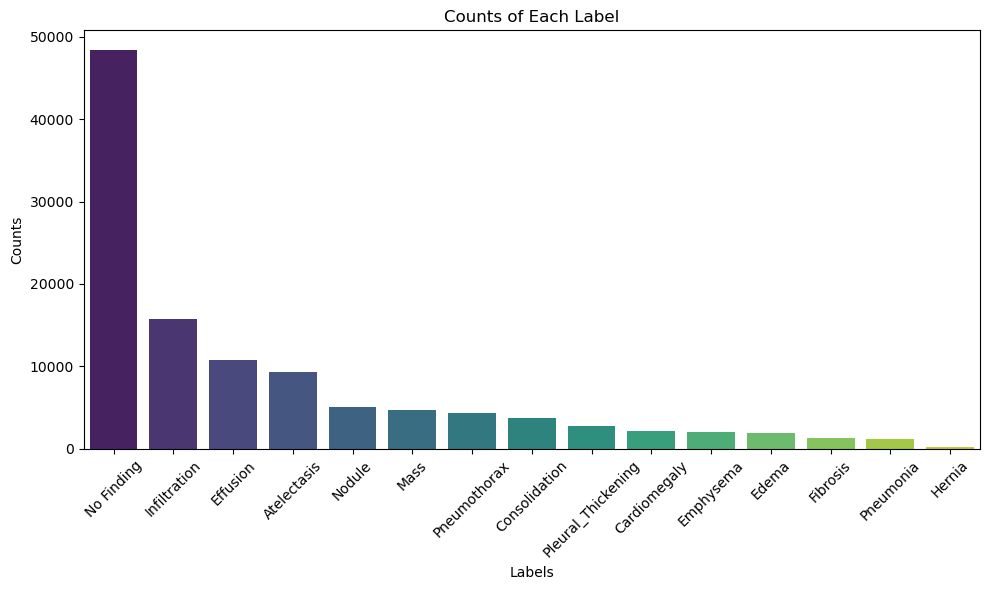 Counts of Each Label
Counts
50000
40000
30000
20000
10000
0
No Finding
Infiltration
Effusion
Atelectasis
Nodule
Mass
Pneumothorax
Consolidation
Pleural_Thickening
Cardiomegaly
Emphysema
Edema
Fibrosis
Pneumonia
Hernia
Labels